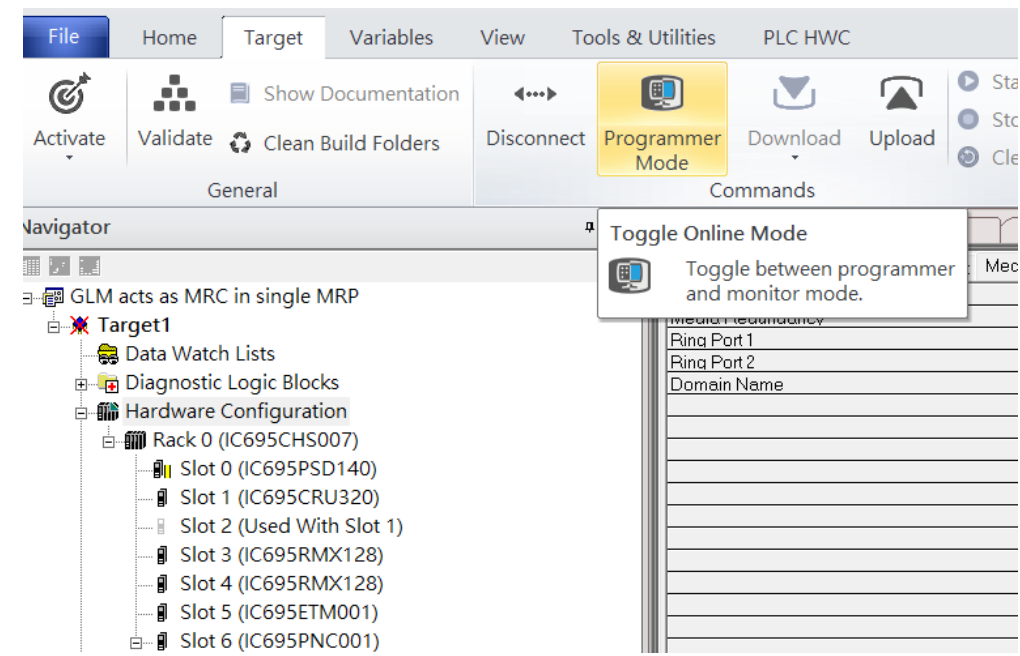 File Home Target Variables View Tools & Utilities PLC HWC
Activate Validate Show Documentation
Clean Build Folders
Disconnect Programmer Mode Download Upload
General Commands
Navigator
Toggle Online Mode
Toggle between programmer
and monitor mode.
GLM acts as MRC in single MRP
Target1
Data Watch Lists
Diagnostic Logic Blocks
Hardware Configuration
Rack 0 (IC695CHS007)
Slot 0 (IC695PSD140)
Slot 1 (IC695CRU320)
Slot 2 (Used With Slot 1)
Slot 3 (IC695RMX128)
Slot 4 (IC695RMX128)
Slot 5 (IC695ETM001)
Slot 6 (IC695PNC001)
Media Redundancy
Ring Port 1
Ring Port 2
Domain Name